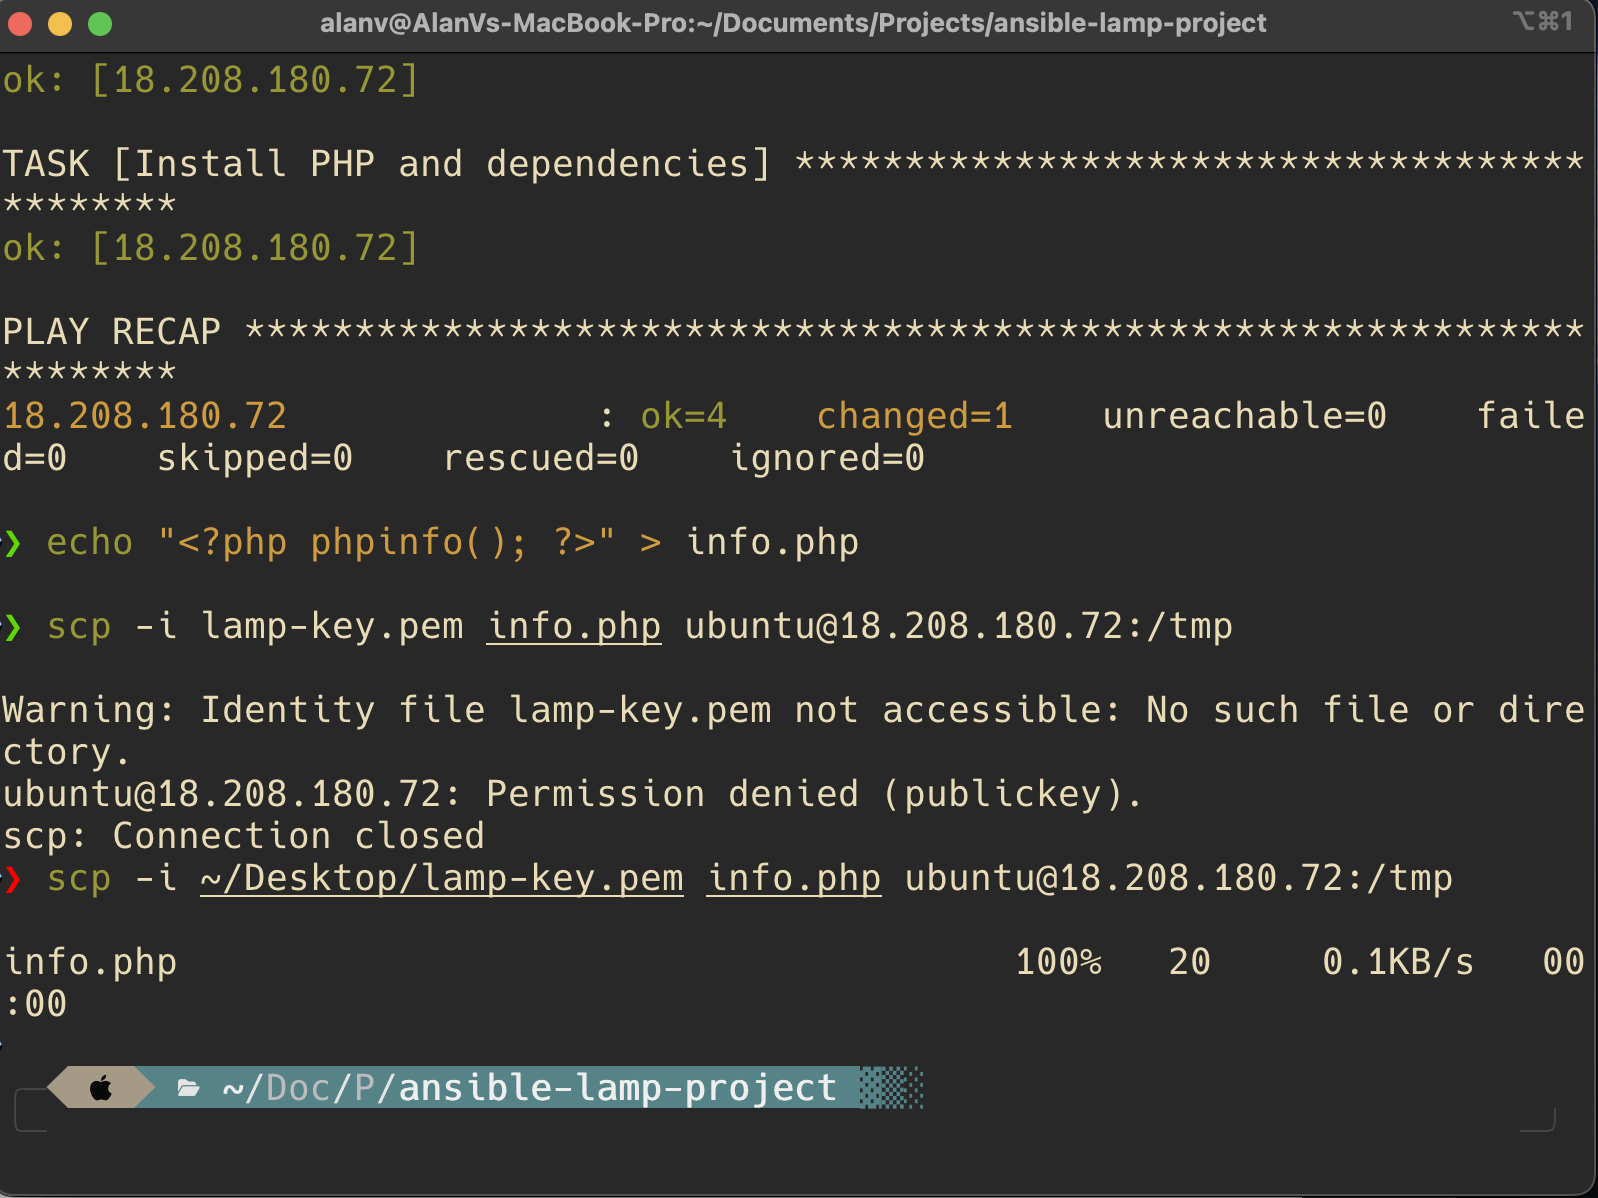 alanv@AlanVs-MacBook-Pro:~/Documents/Projects/ansible-lamp-project ⌥⌘1
ok: [18.208.180.72]
TASK [Install PHP and dependencies] ************************************
********
ok: [18.208.180.72]
PLAY RECAP *************************************************************
********
18.208.180.72              : ok=4    changed=1    unreachable=0    faile
d=0    skipped=0    rescued=0    ignored=0
❯ echo "<?php phpinfo(); ?>" > info.php
❯ scp -i lamp-key.pem info.php ubuntu@18.208.180.72:/tmp
Warning: Identity file lamp-key.pem not accessible: No such file or dire
ctory.
ubuntu@18.208.180.72: Permission denied (publickey).
scp: Connection closed
❯ scp -i ~/Desktop/lamp-key.pem info.php ubuntu@18.208.180.72:/tmp
info.php                                      100%   20     0.1KB/s   00
:00
~/Doc/P/ansible-lamp-project